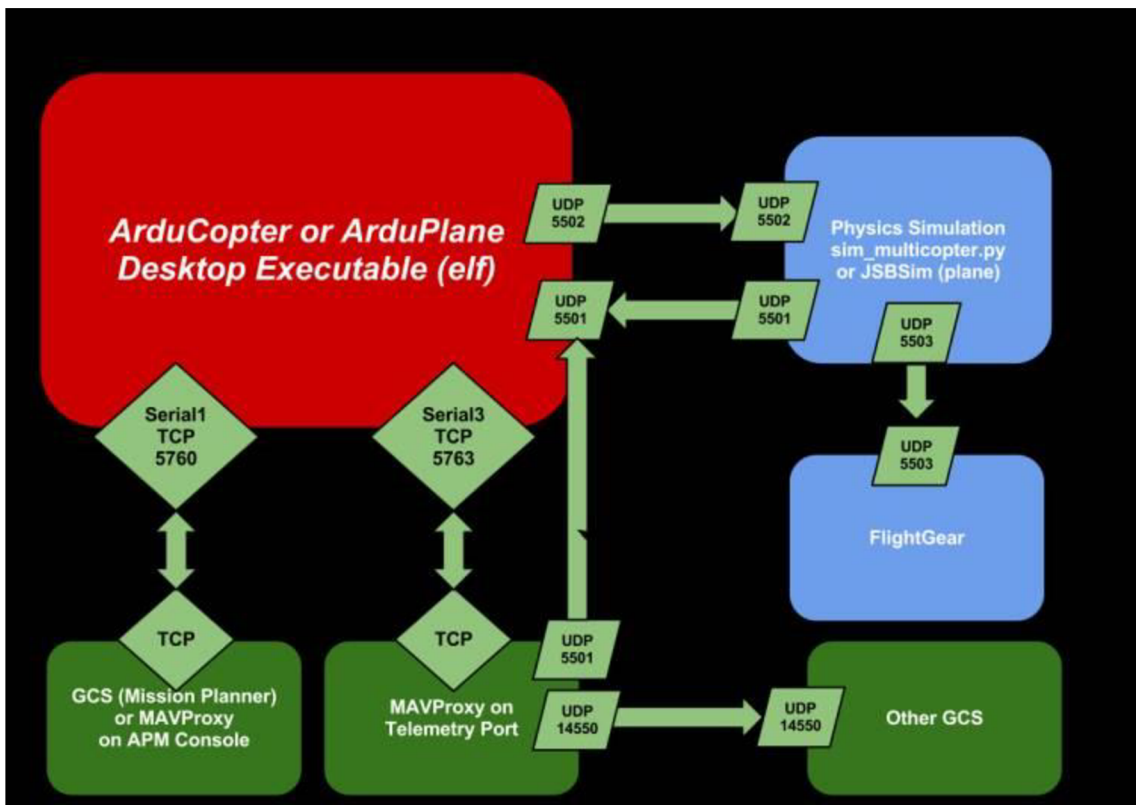 ArduCopter or ArduPlane
Desktop Executable (elf)
UDP
5502
UDP
5502
Physics Simulation
sim_multicopter.py
or JSBSim (plane)
UDP
5501
UDP
5501
UDP
5503
Serial1
TCP
5760
Serial3
TCP
5763
UDP
5503
FlightGear
TCP
GCS (Mission Planner)
or MAVProxy
on APM Console
TCP
MAVProxy on
Telemetry Port
UDP
5501
UDP
14550
UDP
14550
Other GCS